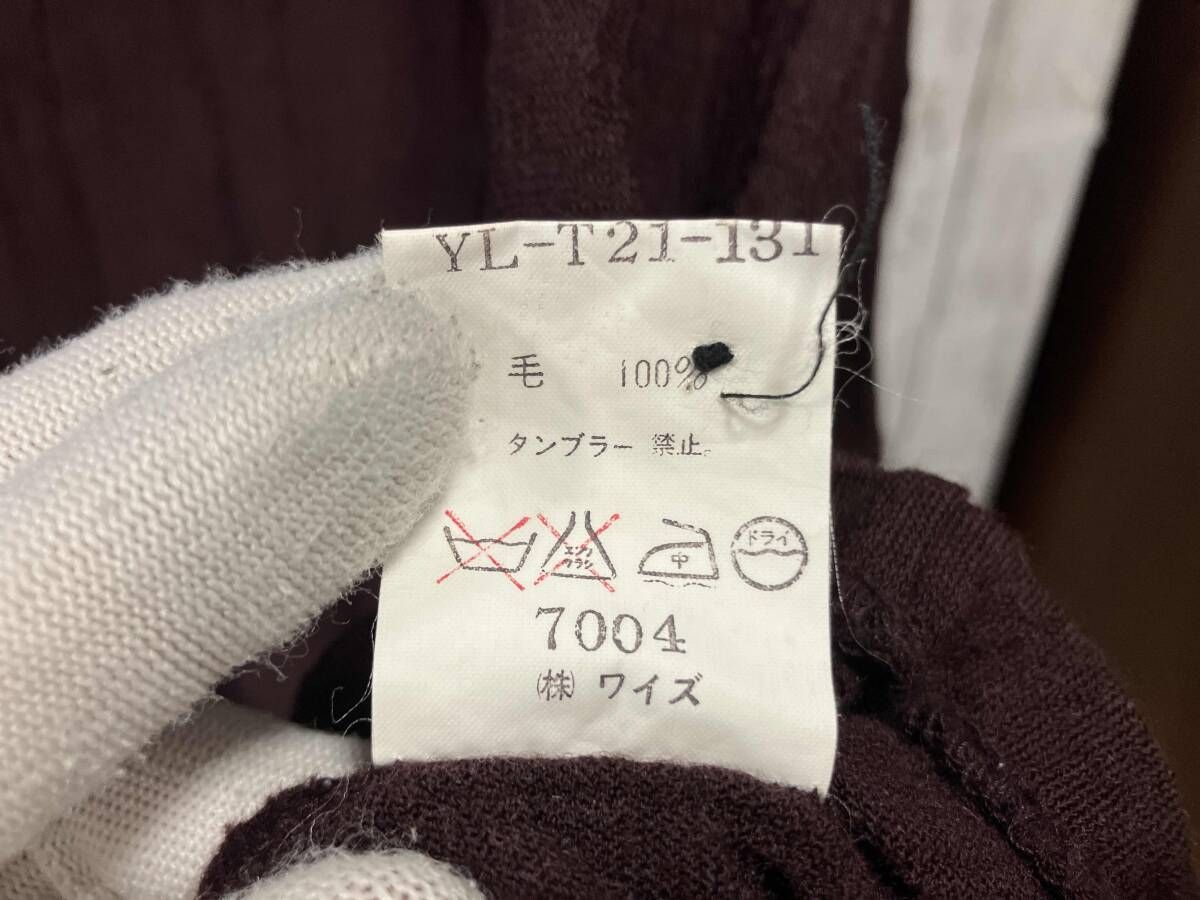 YL-T21-131
毛 100%
タンブラー 禁止
エンソ
フラシ
中
ドライ
7004
㈱ ワイズ